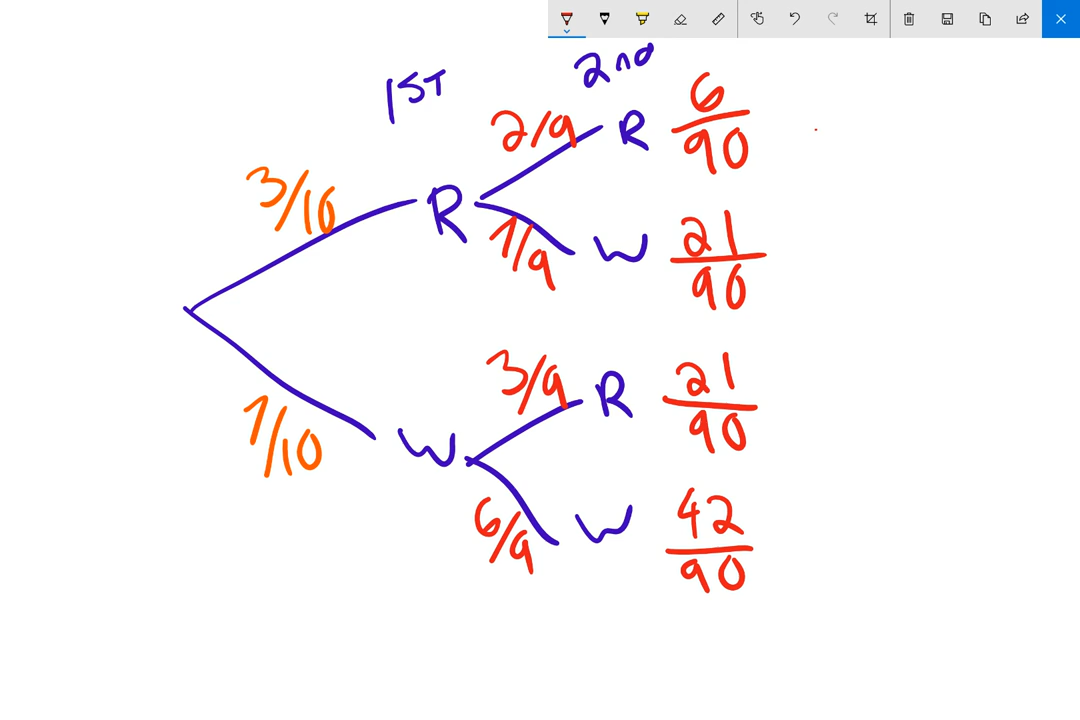 1ST 2nd
3/10 R 2/9 R 6/90
7/9 W 21/90
7/10 W 3/9 R 21/90
6/9 W 42/90